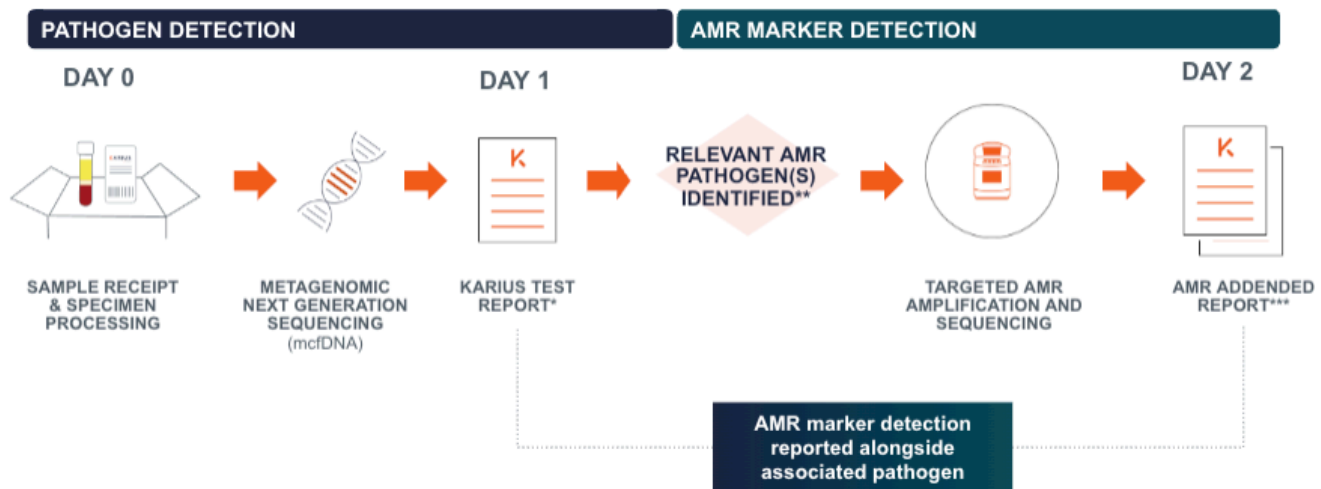 PATHOGEN DETECTION
AMR MARKER DETECTION
DAY 0
DAY 1
DAY 2
KARIUS
K
RELEVANT AMR
PATHOGEN(S)
IDENTIFIED**
K
SAMPLE RECEIPT
& SPECIMEN
PROCESSING
METAGENOMIC
NEXT GENERATION
SEQUENCING
(mcfDNA)
KARIUS TEST
REPORT*
TARGETED AMR
AMPLIFICATION AND
SEQUENCING
AMR ADDENDED
REPORT***
AMR marker detection
reported alongside
associated pathogen